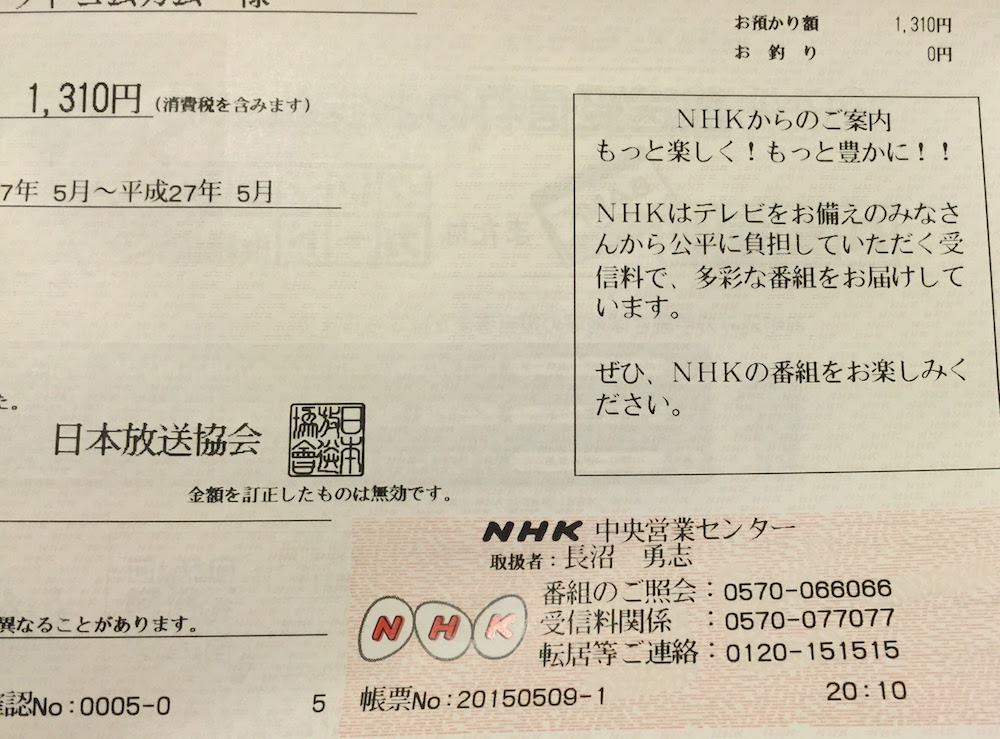 様
お預かり額 1,310円
お釣り 0円
1,310円 (消費税を含みます)
7年 5月～平成27年 5月
NHKからのご案内
もっと楽しく！もっと豊かに！！
NHKはテレビをお備えのみなさ
んから公平に負担していただく受
信料で、多彩な番組をお届けして
います。
ぜひ、NHKの番組をお楽しみく
ださい。
た。
日本放送協会
日本放送協會
金額を訂正したものは無効です。
NHK 中央営業センター
取扱者：長沼 勇志
NHK
番組のご照会：0570-066066
受信料関係 ：0570-077077
転居等ご連絡：0120-151515
異なることがあります。
確認No:0005-0 5
帳票No:20150509-1 20:10